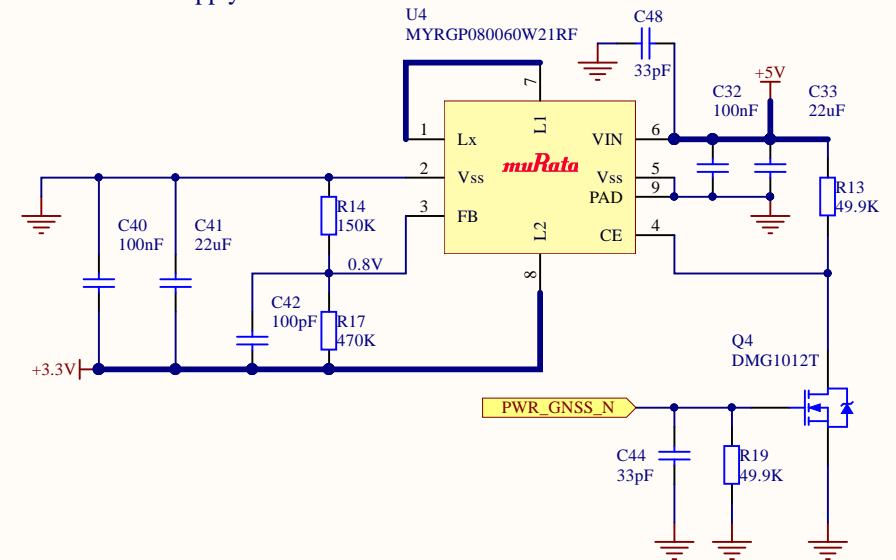 U4
MYRGP080060W21RF
C48
33pF
+5V
C32
100nF
C33
22uF
7
L1
1
Lx
VIN
6
muRata
2
Vss
Vss
5
PAD
9
3
FB
CE
4
L2
8
R13
49.9K
R14
150K
0.8V
C40
100nF
C41
22uF
C42
100pF
R17
470K
+3.3V
Q4
DMG1012T
PWR_GNSS_N
C44
33pF
R19
49.9K